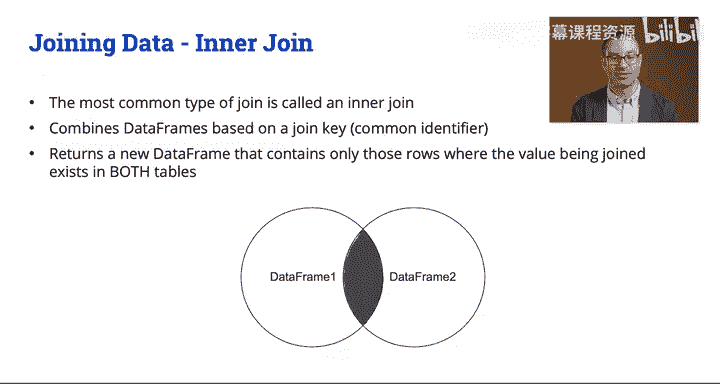 Joining Data - Inner Join
幕课程资源
bilibil
• The most common type of join is called an inner join
• Combines DataFrames based on a join key (common identifier)
• Returns a new DataFrame that contains only those rows where the value being joined
exists in BOTH tables
DataFrame1
DataFrame2